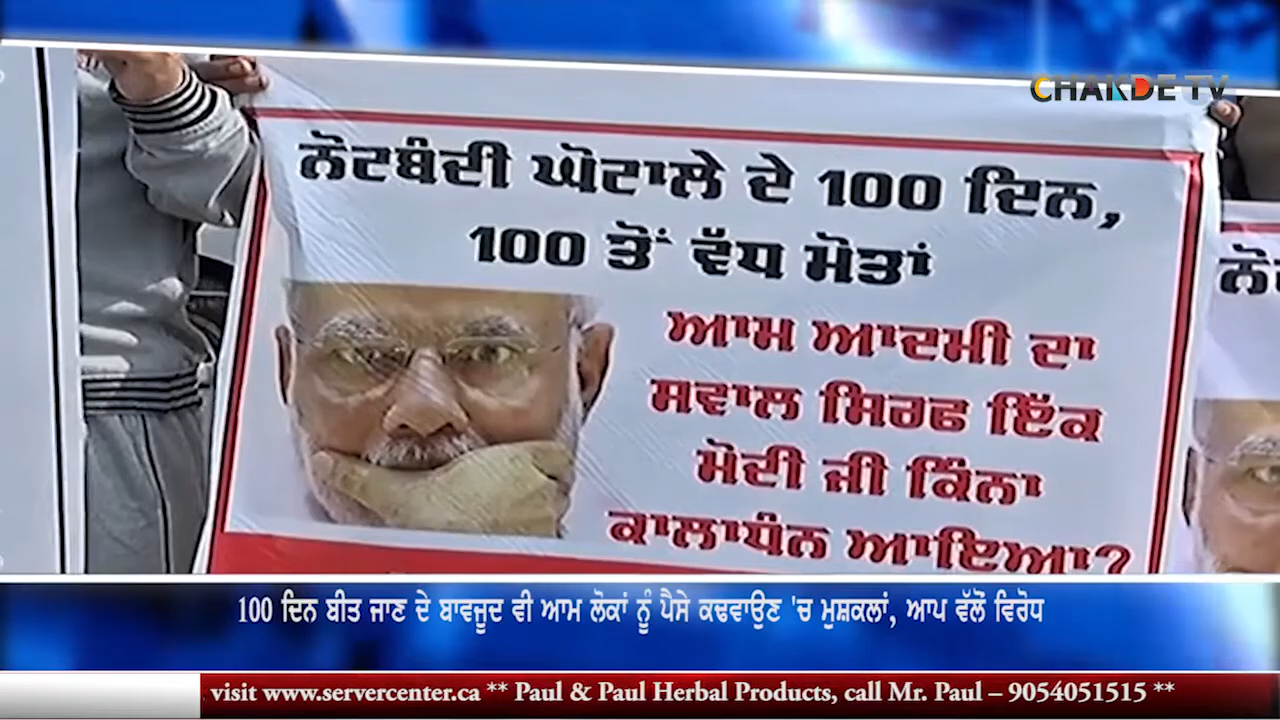 CHAKDE TV
ਨੋਟਬੰਦੀ ਘੋਟਾਲੇ ਦੇ 100 ਦਿਨ,
100 ਤੋਂ ਵੱਧ ਮੋਤਾਂ
ਆਮ ਆਦਮੀ ਦਾ
ਸਵਾਲ ਸਿਰਫ ਇੱਕ
ਮੋਦੀ ਜੀ ਕਿੰਨਾ
ਕਾਲਾਧੰਨ ਆਇਆ?
100 ਦਿਨ ਬੀਤ ਜਾਣ ਦੇ ਬਾਵਜੂਦ ਵੀ ਆਮ ਲੋਕਾਂ ਨੂੰ ਪੈਸੇ ਕਢਵਾਉਣ 'ਚ ਮੁਸ਼ਕਲਾਂ, ਆਪ ਵੱਲੋਂ ਵਿਰੋਧ
visit www.servercenter.ca ** Paul & Paul Herbal Products, call Mr. Paul – 9054051515 **